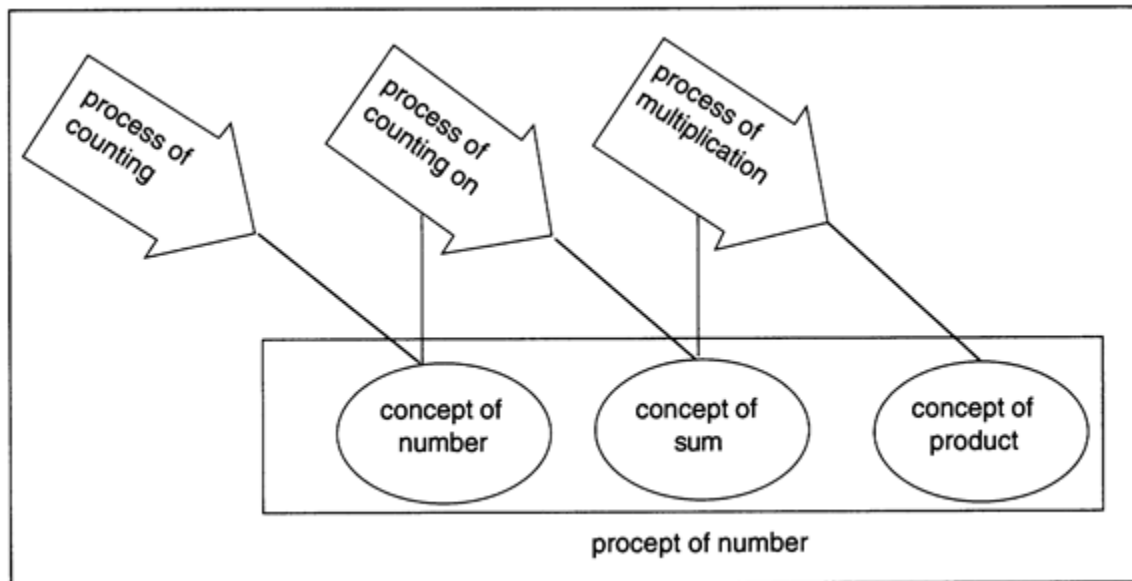 process of
counting
process of
counting on
process of
multiplication
concept of
number
concept of
sum
concept of
product
procept of number